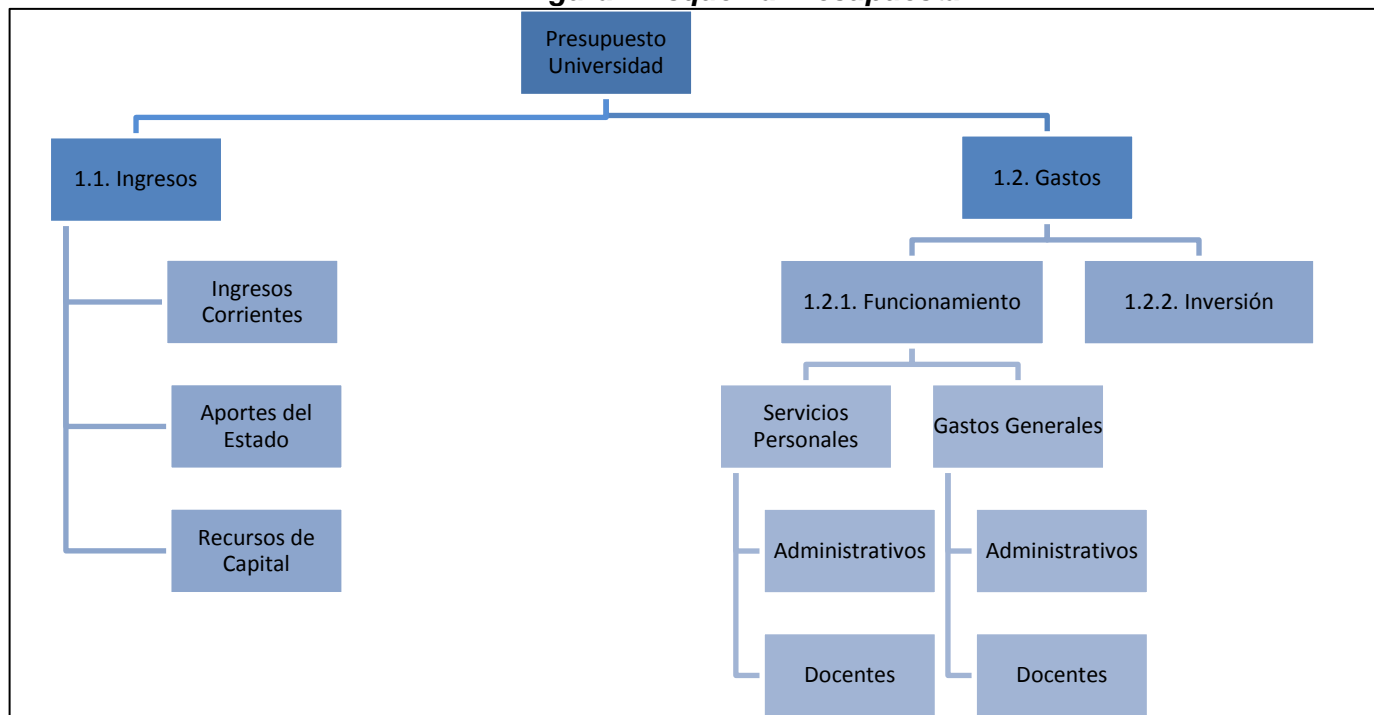 Presupuesto
Universidad
1.1. Ingresos
1.2. Gastos
Ingresos
Corrientes
1.2.1. Funcionamiento
1.2.2. Inversión
Aportes del
Estado
Servicios
Personales
Gastos Generales
Recursos de
Capital
Administrativos
Administrativos
Docentes
Docentes